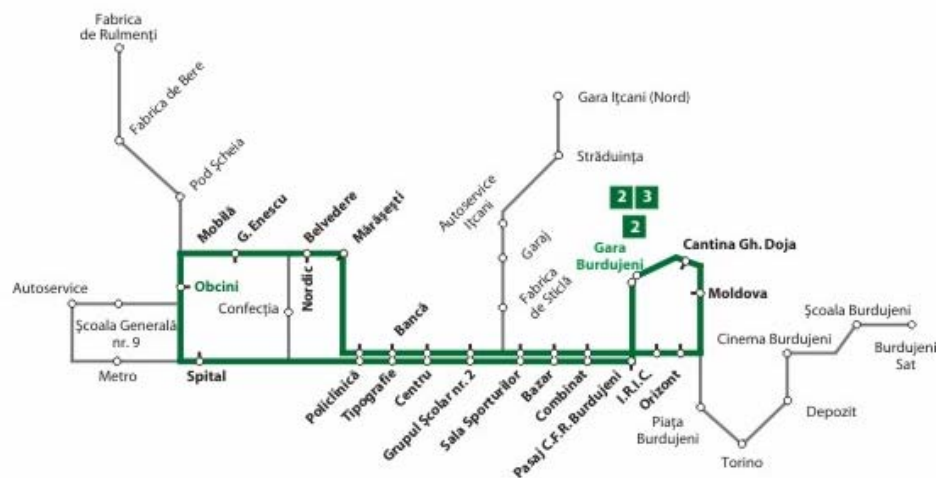 Fabrica
de Rulmenți
Fabrica de Bere
Pod Șcheia
Mobilă
G. Enescu
Belvedere
Mărășești
Nordic
Obcini
Autoservice
Școala Generală
nr. 9
Metro
Confecția
Spital
Bancă
Policlinică
Tipografie
Centru
Grupul Școlar nr. 2
Sala Sporturilor
Bazar
Combinat
Pasaj C.F.R. Burdujeni
I.R.I.C.
Orizont
Gara Ițcani (Nord)
Străduința
Autoservice
Ițcani
Garaj
Fabrica
de Sticlă
2 3
2
Gara
Burdujeni
Cantina Gh. Doja
Moldova
Școala Burdujeni
Cinema Burdujeni
Burdujeni
Sat
Depozit
Piața
Burdujeni
Torino